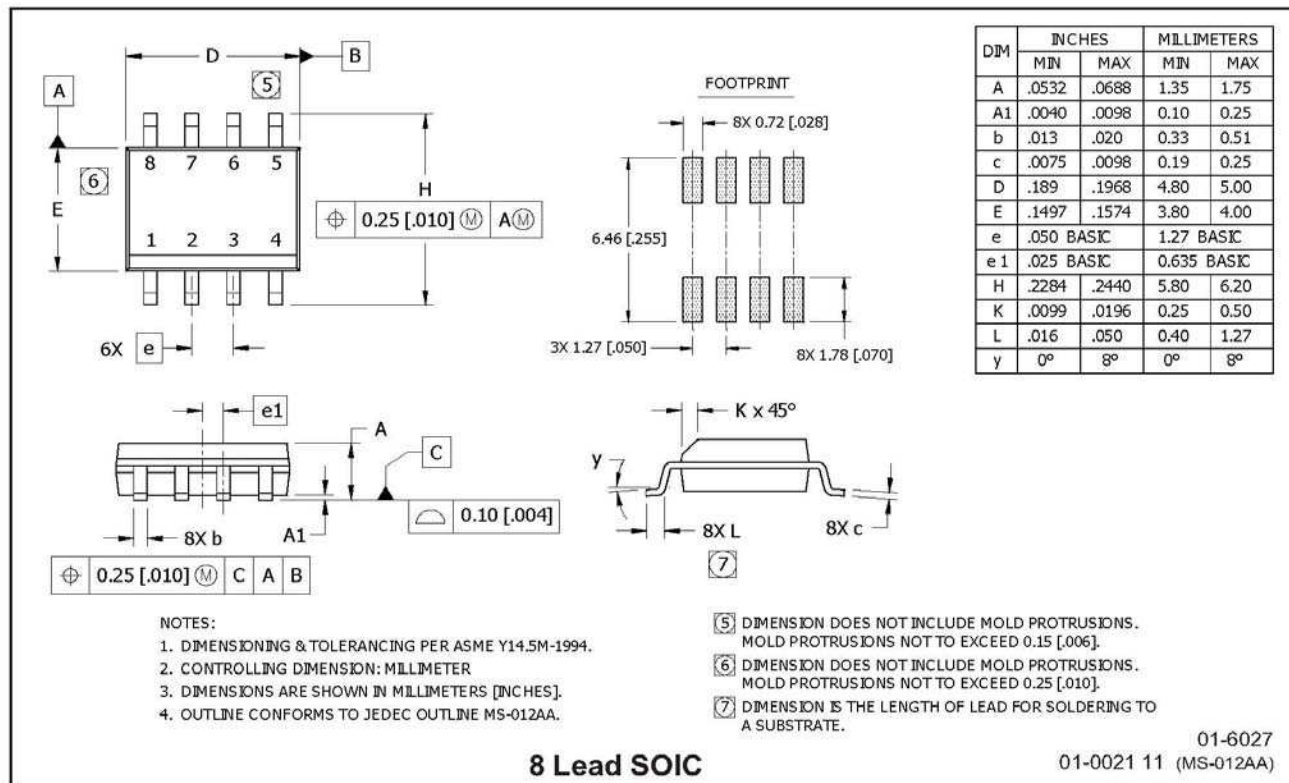 D
B
5
A
8 7 6 5
6
E
H
⌖ 0.25 [.010] Ⓜ A Ⓜ
1 2 3 4
6X e
FOOTPRINT
8X 0.72 [.028]
6.46 [.255]
3X 1.27 [.050]
8X 1.78 [.070]
DIM INCHES MILLIMETERS
MIN MAX MIN MAX
A .0532 .0688 1.35 1.75
A1 .0040 .0098 0.10 0.25
b .013 .020 0.33 0.51
c .0075 .0098 0.19 0.25
D .189 .1968 4.80 5.00
E .1497 .1574 3.80 4.00
e .050 BASIC 1.27 BASIC
e 1 .025 BASIC 0.635 BASIC
H .2284 .2440 5.80 6.20
K .0099 .0196 0.25 0.50
L .016 .050 0.40 1.27
y 0° 8° 0° 8°
e1
A
C
⌓ 0.10 [.004]
8X b
A1
⌖ 0.25 [.010] Ⓜ C A B
K x 45°
y
8X L
8X c
7
NOTES:
1. DIMENSIONING & TOLERANCING PER ASME Y14.5M-1994.
2. CONTROLLING DIMENSION: MILLIMETER
3. DIMENSIONS ARE SHOWN IN MILLIMETERS [INCHES].
4. OUTLINE CONFORMS TO JEDEC OUTLINE MS-012AA.
5 DIMENSION DOES NOT INCLUDE MOLD PROTRUSIONS.
MOLD PROTRUSIONS NOT TO EXCEED 0.15 [.006].
6 DIMENSION DOES NOT INCLUDE MOLD PROTRUSIONS.
MOLD PROTRUSIONS NOT TO EXCEED 0.25 [.010].
7 DIMENSION IS THE LENGTH OF LEAD FOR SOLDERING TO
A SUBSTRATE.
8 Lead SOIC
01-6027
01-0021 11 (MS-012AA)